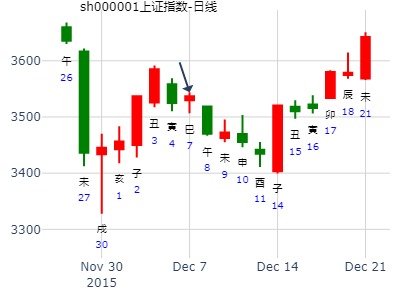 sh000001上证指数-日线
3600
3500
3400
3300
午
26
未
27
戌
30
亥
1
子
2
丑
3
寅
4
巳
7
午
8
未
9
申
10
酉
11
子
14
丑
15
寅
16
卯
17
辰
18
未
21
Nov 30
2015
Dec 7
Dec 14
Dec 21